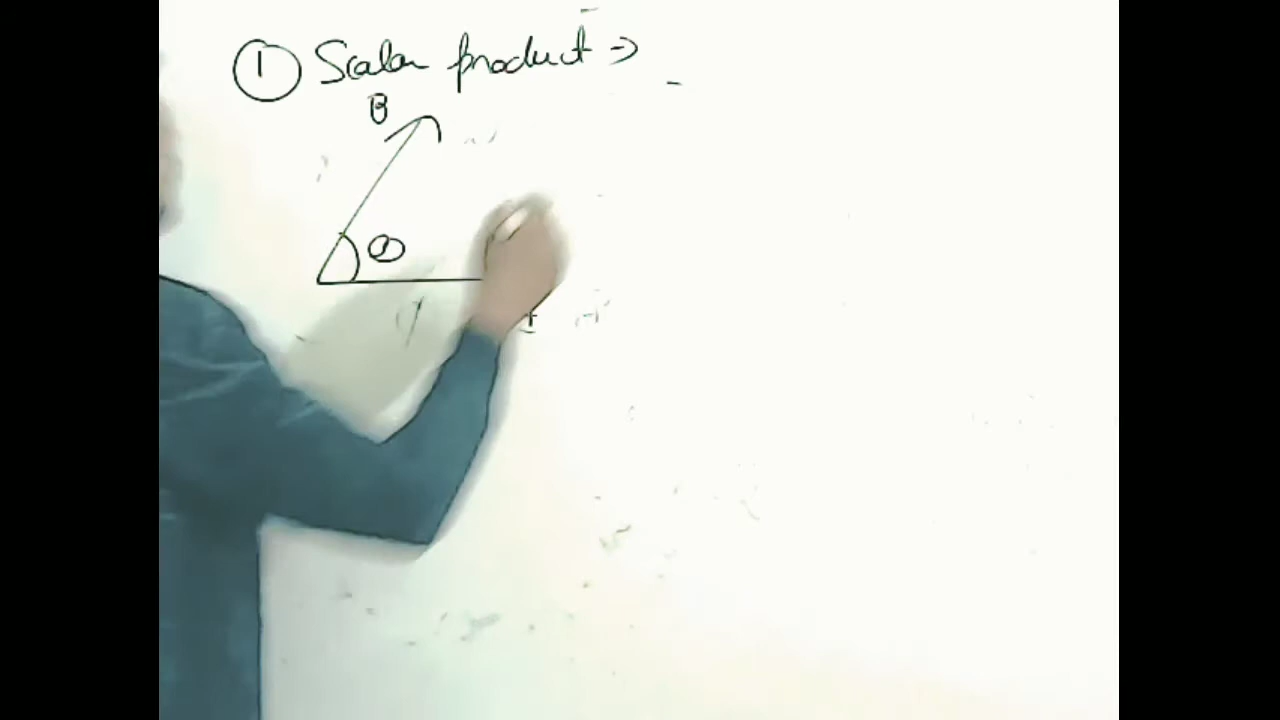 ① Scalar product ⇒
B
θ